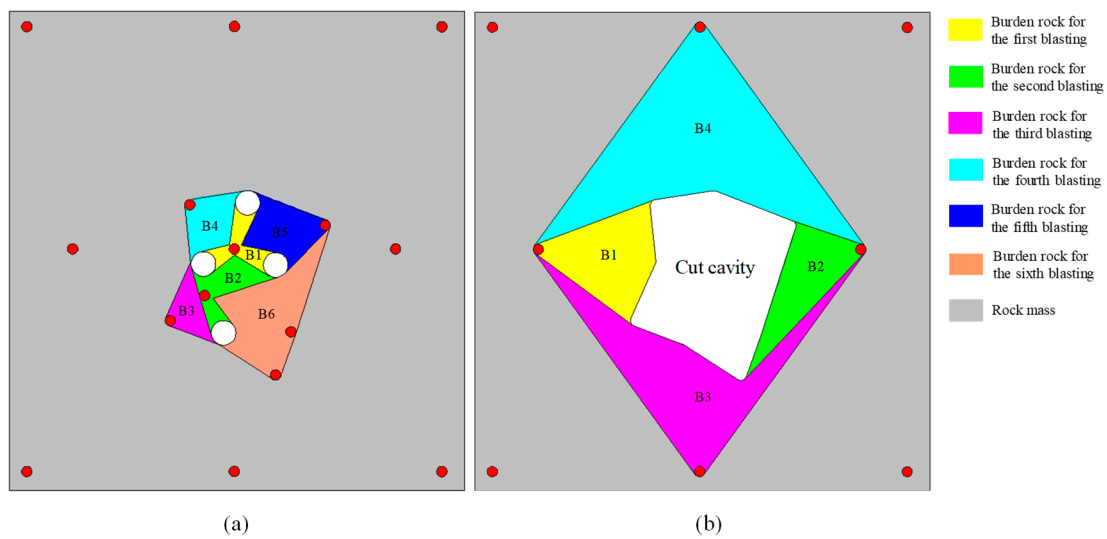 B4
B5
B1
B2
B3
B6
(a)
B4
B1
Cut cavity
B2
B3
(b)
Burden rock for
the first blasting
Burden rock for
the second blasting
Burden rock for
the third blasting
Burden rock for
the fourth blasting
Burden rock for
the fifth blasting
Burden rock for
the sixth blasting
Rock mass